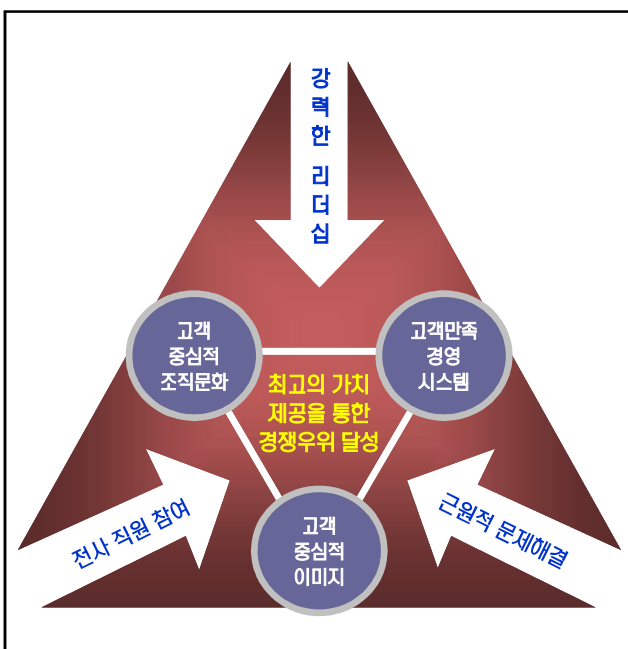 강력한 리더십
고객
중심적
조직문화
고객만족
경영
시스템
최고의 가치
제공을 통한
경쟁우위 달성
전사 직원 참여
근원적 문제해결
고객
중심적
이미지